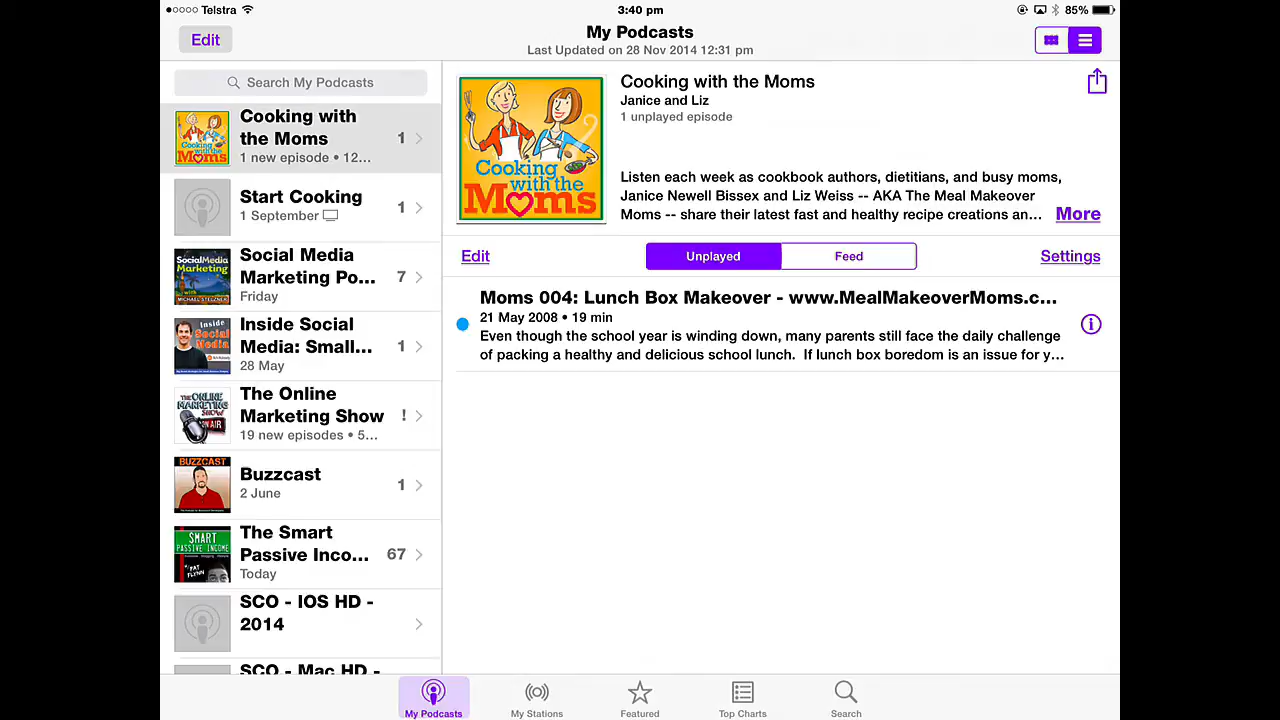 Telstra
3:40 pm
85%
Edit
My Podcasts
Last Updated on 28 Nov 2014 12:31 pm
Search My Podcasts
Cooking with
the Moms
1 new episode • 12...
1
Start Cooking
1 September
1
Social Media
Marketing Po...
Friday
7
Inside Social
Media: Small...
28 May
1
The Online
Marketing Show
19 new episodes • 5...
!
Buzzcast
2 June
1
The Smart
Passive Inco...
Today
67
SCO - IOS HD -
2014
SCO - Mac HD -
Cooking
with the
Moms
Cooking with the Moms
Janice and Liz
1 unplayed episode
Listen each week as cookbook authors, dietitians, and busy moms,
Janice Newell Bissex and Liz Weiss -- AKA The Meal Makeover
Moms -- share their latest fast and healthy recipe creations an... More
Edit
Unplayed
Feed
Settings
Moms 004: Lunch Box Makeover - www.MealMakeoverMoms.c...
21 May 2008 • 19 min
Even though the school year is winding down, many parents still face the daily challenge
of packing a healthy and delicious school lunch. If lunch box boredom is an issue for y...
My Podcasts
My Stations
Featured
Top Charts
Search